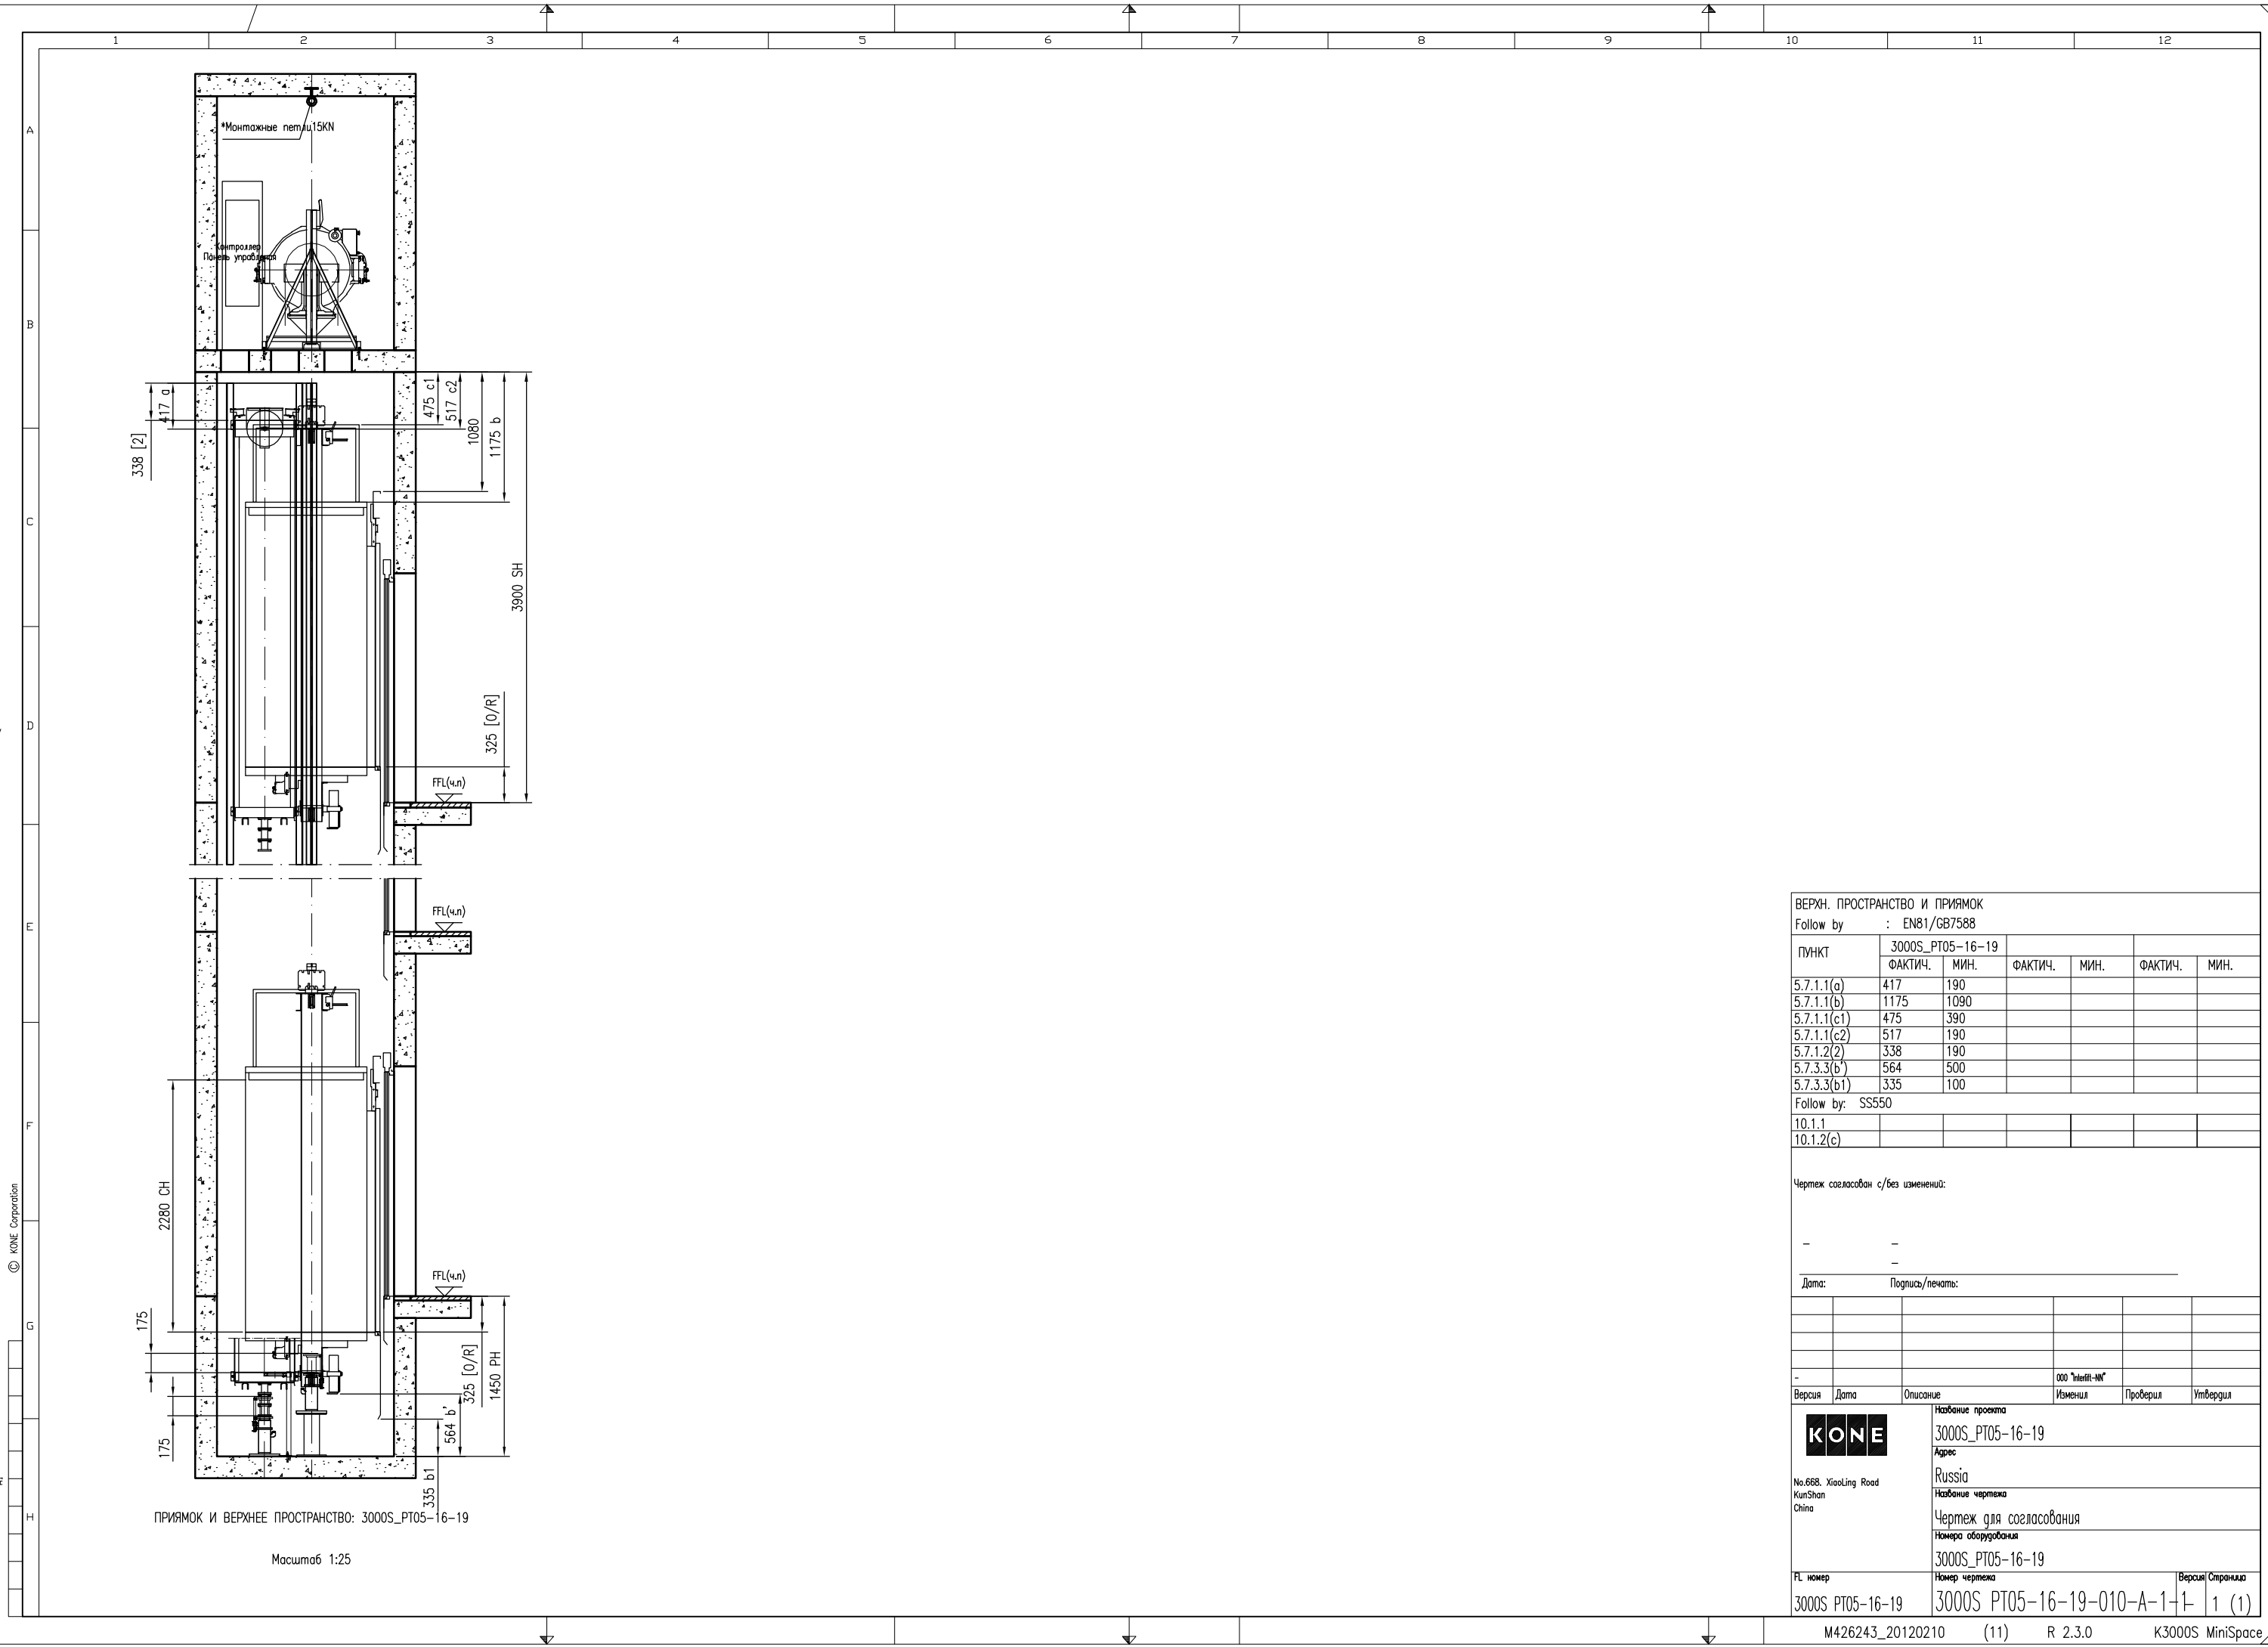 1 2 3 4 5 6 7 8 9 10 11 12
A
B
C
D
E
F
G
H
*Монтажные петли 15KN
Контроллер
Панель управления
417 a
338 [2]
475 c1
517 c2
1080
1175 b
3900 SH
325 [O/R]
FFL(ч.п)
FFL(ч.п)
2280 CH
FFL(ч.п)
175
175
325 [O/R]
1450 PH
564 b'
335 b1
ПРИЯМОК И ВЕРХНЕЕ ПРОСТРАНСТВО: 3000S_PT05-16-19
Масштаб 1:25
© KONE Corporation
ВЕРХН. ПРОСТРАНСТВО И ПРИЯМОК
Follow by : EN81/GB7588
ПУНКТ 3000S_PT05-16-19
ФАКТИЧ. МИН. ФАКТИЧ. МИН. ФАКТИЧ. МИН.
5.7.1.1(a) 417 190
5.7.1.1(b) 1175 1090
5.7.1.1(c1) 475 390
5.7.1.1(c2) 517 190
5.7.1.2(2) 338 190
5.7.3.3(b') 564 500
5.7.3.3(b1) 335 100
Follow by: SS550
10.1.1
10.1.2(c)
Чертеж согласован с/без изменений:
– –
–
Дата: Подпись/печать:
- ООО "Interlift-NN"
Версия Дата Описание Изменил Проверил Утвердил
KONE
No.668. XiaoLing Road
KunShan
China
Название проекта
3000S_PT05-16-19
Адрес
Russia
Название чертежа
Чертеж для согласования
Номера оборудования
3000S_PT05-16-19
FL номер Номер чертежа Версия Страница
3000S PT05-16-19 3000S PT05-16-19-010-A-1-1 - 1 (1)
M426243_20120210 (11) R 2.3.0 K3000S MiniSpace